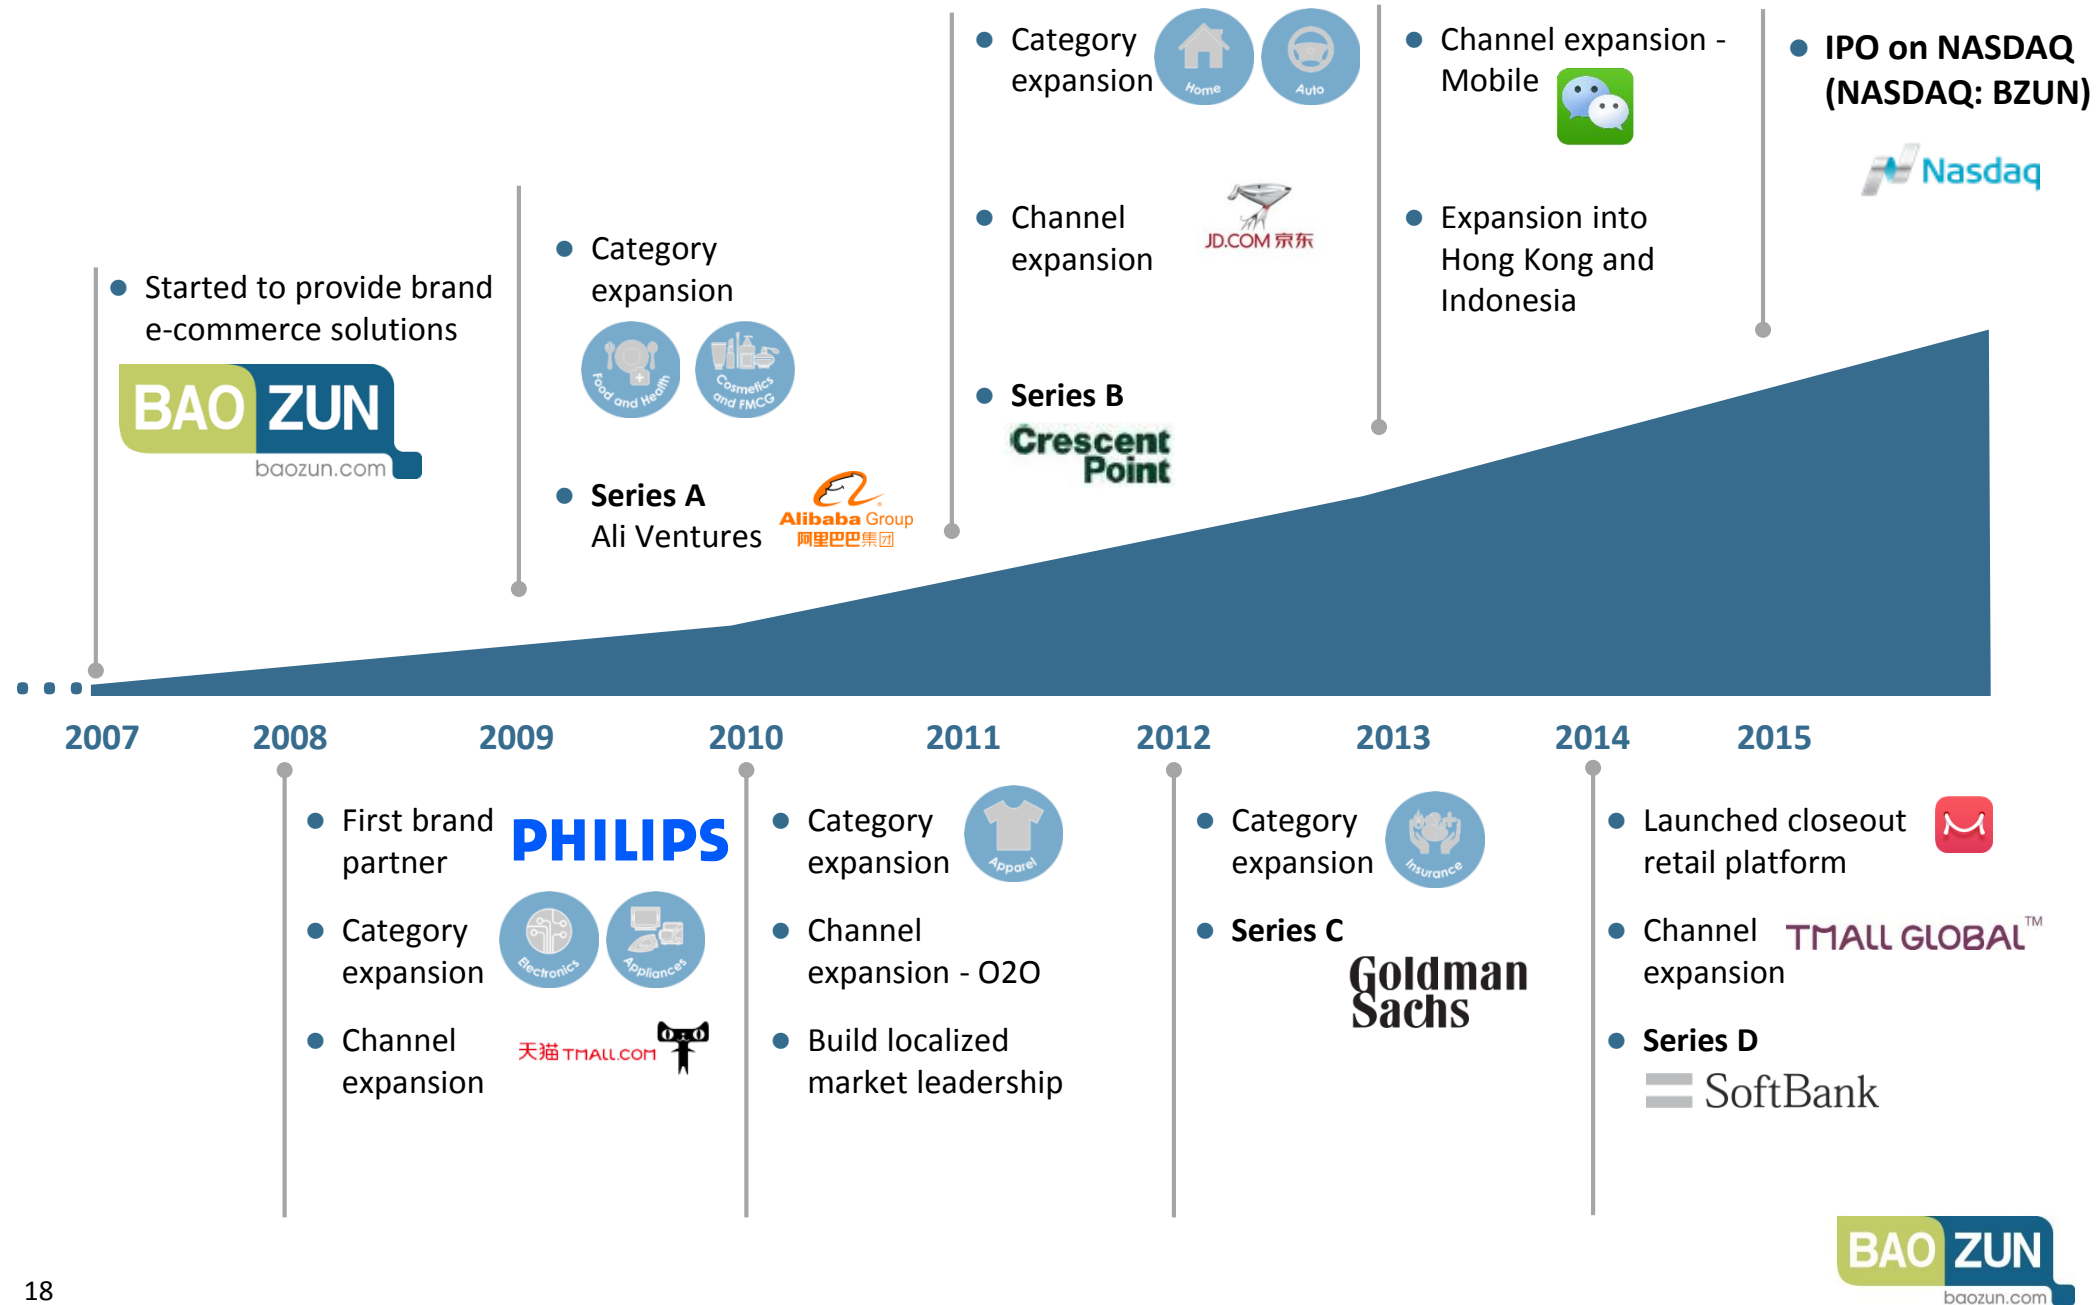 Started to provide brand
e-commerce solutions
BAO ZUN
baozun.com
Category
expansion
Food and Health
Cosmetics
and FMCG
Series A
Ali Ventures
Alibaba Group
阿里巴巴集团
Category
expansion
Home
Auto
Channel
expansion
JD.COM 京东
Series B
Crescent
Point
Channel expansion -
Mobile
Expansion into
Hong Kong and
Indonesia
IPO on NASDAQ
(NASDAQ: BZUN)
Nasdaq
2007 2008 2009 2010 2011 2012 2013 2014 2015
First brand
partner
PHILIPS
Category
expansion
Electronics
Appliances
Channel
expansion
天猫 TMALL.COM
Category
expansion
Apparel
Channel
expansion - O2O
Build localized
market leadership
Category
expansion
Insurance
Series C
Goldman
Sachs
Launched closeout
retail platform
Channel
expansion
TMALL GLOBAL™
Series D
SoftBank
BAO ZUN
baozun.com
18